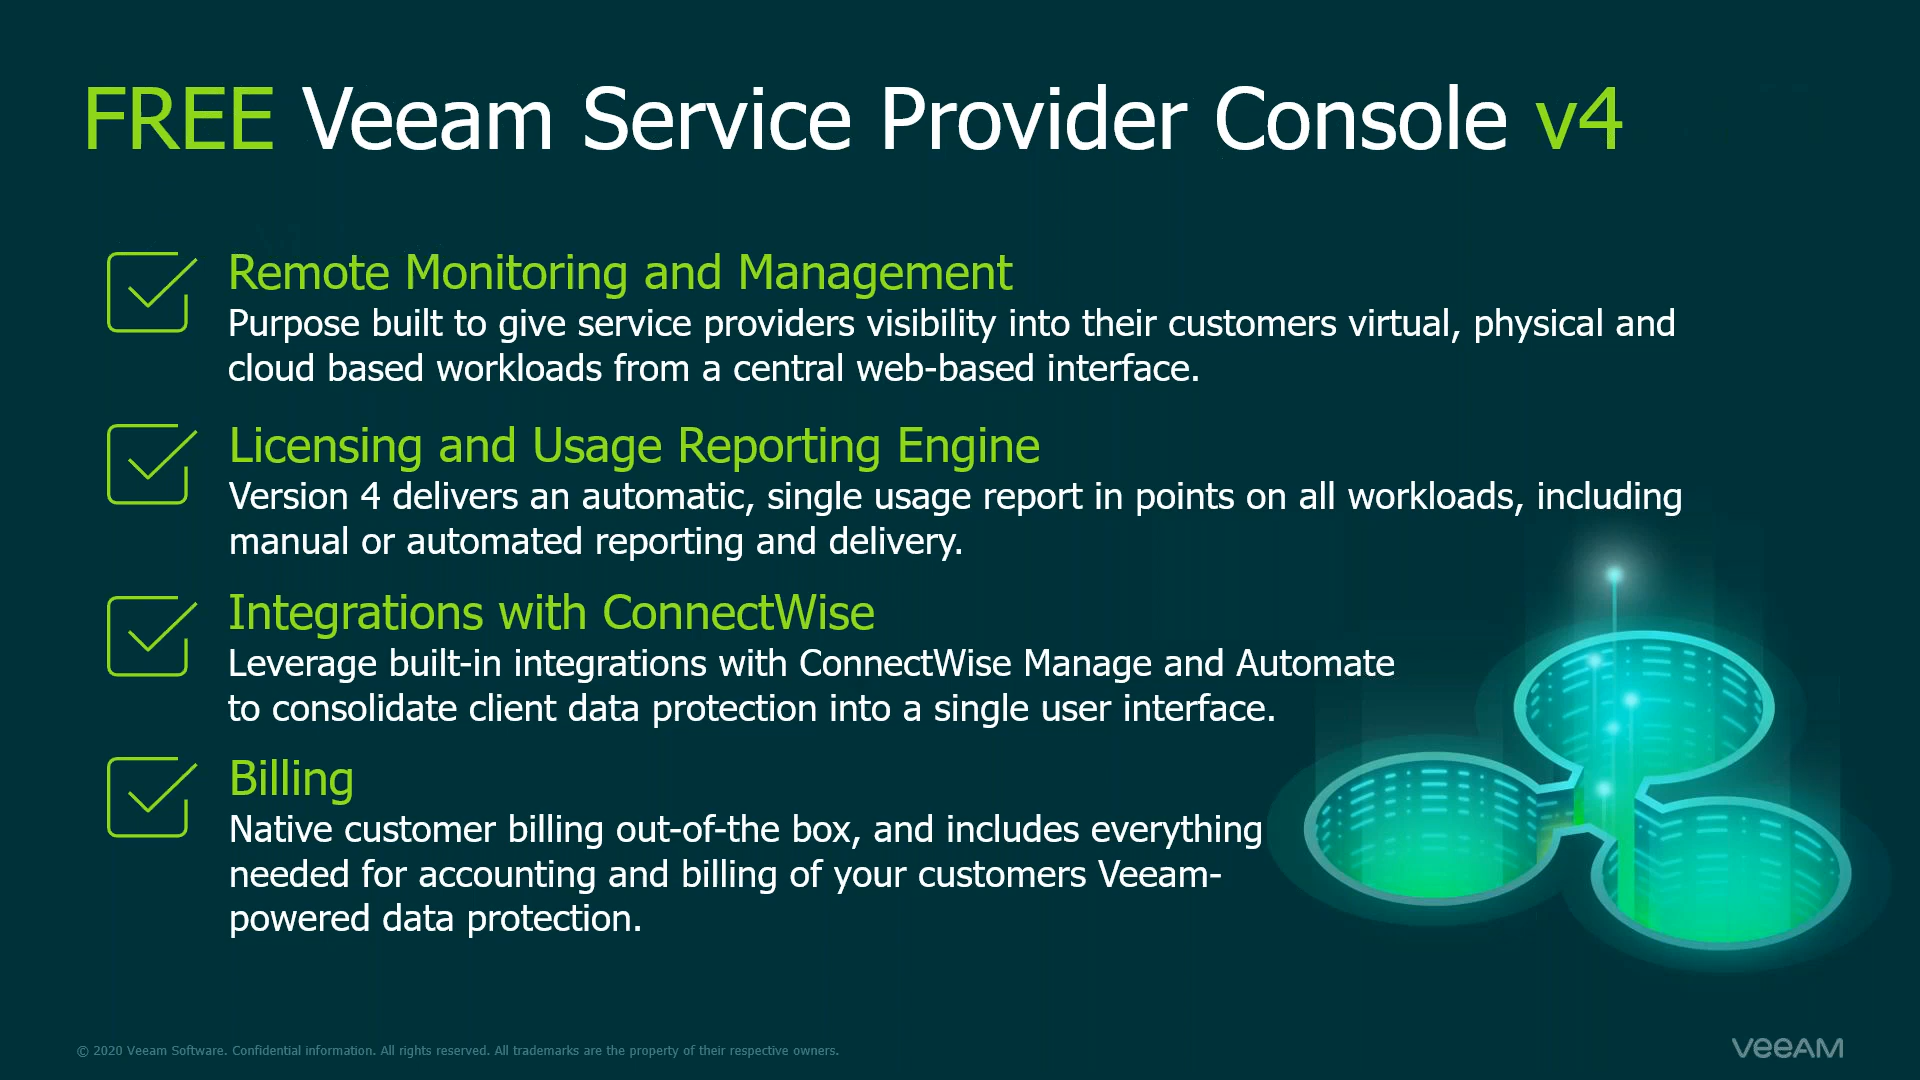 FREE Veeam Service Provider Console v4
Remote Monitoring and Management
Purpose built to give service providers visibility into their customers virtual, physical and
cloud based workloads from a central web-based interface.
Licensing and Usage Reporting Engine
Version 4 delivers an automatic, single usage report in points on all workloads, including
manual or automated reporting and delivery.
Integrations with ConnectWise
Leverage built-in integrations with ConnectWise Manage and Automate
to consolidate client data protection into a single user interface.
Billing
Native customer billing out-of-the box, and includes everything
needed for accounting and billing of your customers Veeam-
powered data protection.
© 2020 Veeam Software. Confidential information. All rights reserved. All trademarks are the property of their respective owners.
VEEAM